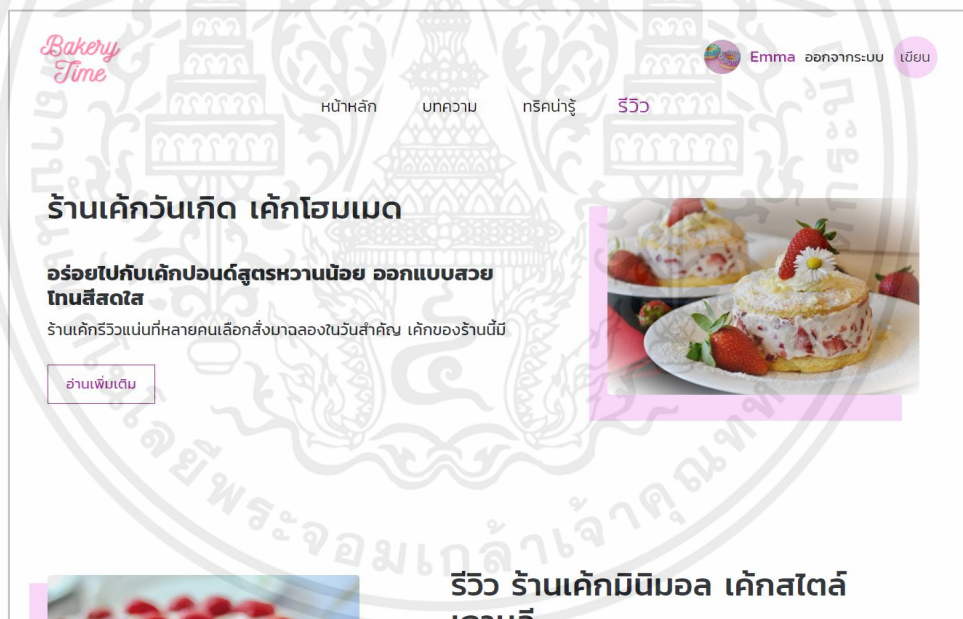 Bakery
Time
Emma ออกจากระบบ เขียน
หน้าหลัก บทความ ทริคน่ารู้ รีวิว
ร้านเค้กวันเกิด เค้กโฮมเมด
อร่อยไปกับเค้กปอนด์สูตรหวานน้อย ออกแบบสวย
โทนสีสดใส
ร้านเค้กรีวิวแน่นที่หลายคนเลือกสั่งมาฉลองในวันสำคัญ เค้กของร้านนี้มี
อ่านเพิ่มเติม
รีวิว ร้านเค้กมินิมอล เค้กสไตล์